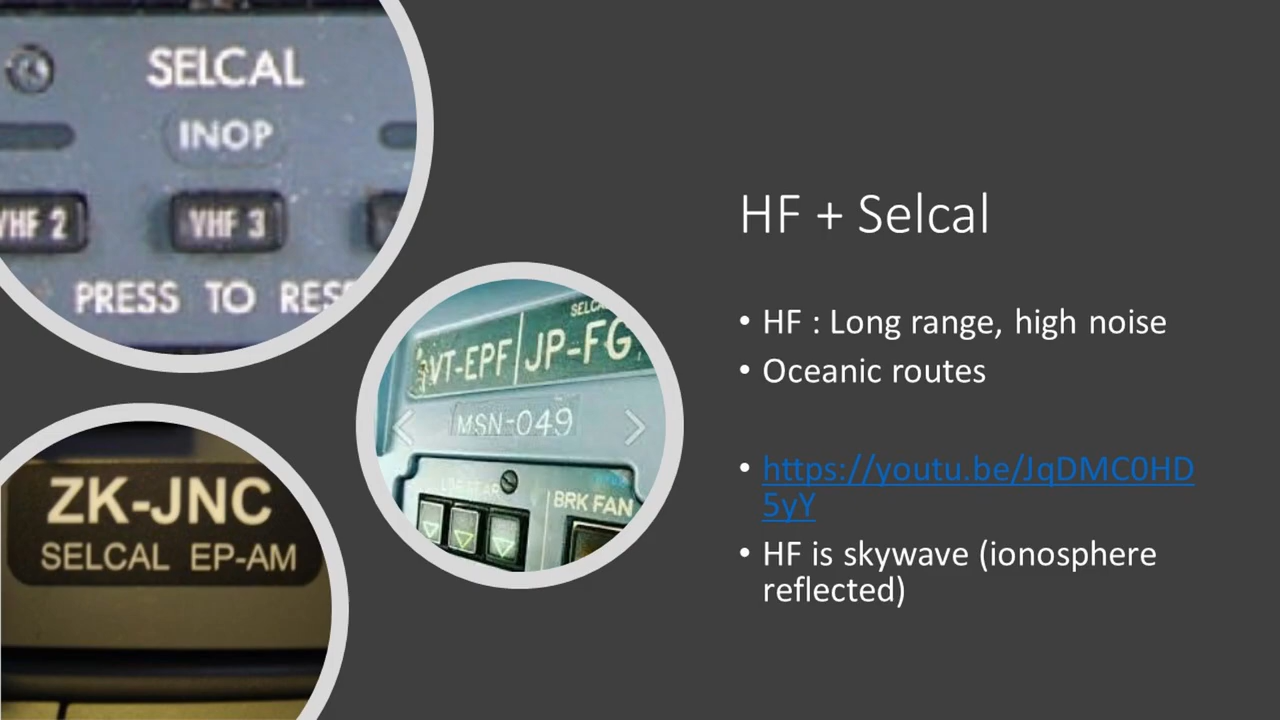 SELCAL
INOP
VHF 2
VHF 3
PRESS TO RES
VT-EPF
JP-FG
MSN-049
BRK FAN
ZK-JNC
SELCAL EP-AM
HF + Selcal
• HF : Long range, high noise
• Oceanic routes
• https://youtu.be/JqDMC0HD
5yY
• HF is skywave (ionosphere
reflected)